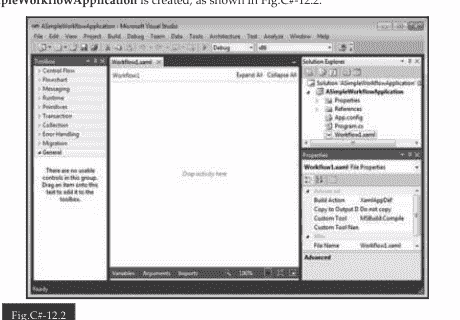 pleWorkflowApplication is created, as shown in Fig.C#-12.2.
ASimpleWorkflowApplication - Microsoft Visual Studio
File Edit View Project Build Debug Team Data Tools Architecture Test Analyze Window Help
Debug x86
Toolbox
Control Flow
Flowchart
Messaging
Runtime
Primitives
Transaction
Collection
Error Handling
Migration
General
There are no usable
controls in this group.
Drag an item onto this
text to add it to the
toolbox.
Workflow1.xaml
Workflow1 Expand All Collapse All
Drop activity here
Variables Arguments Imports 100%
Solution Explorer
Solution 'ASimpleWorkflowApplication' (
ASimpleWorkflowApplication
Properties
References
App.config
Program.cs
Workflow1.xaml
Properties
Workflow1.xaml File Properties
Build Action XamlAppDef
Copy to Output D Do not copy
Custom Tool MSBuild:Compile
Custom Tool Nam
Misc
File Name Workflow1.xaml
Advanced
Ready
Fig.C#-12.2